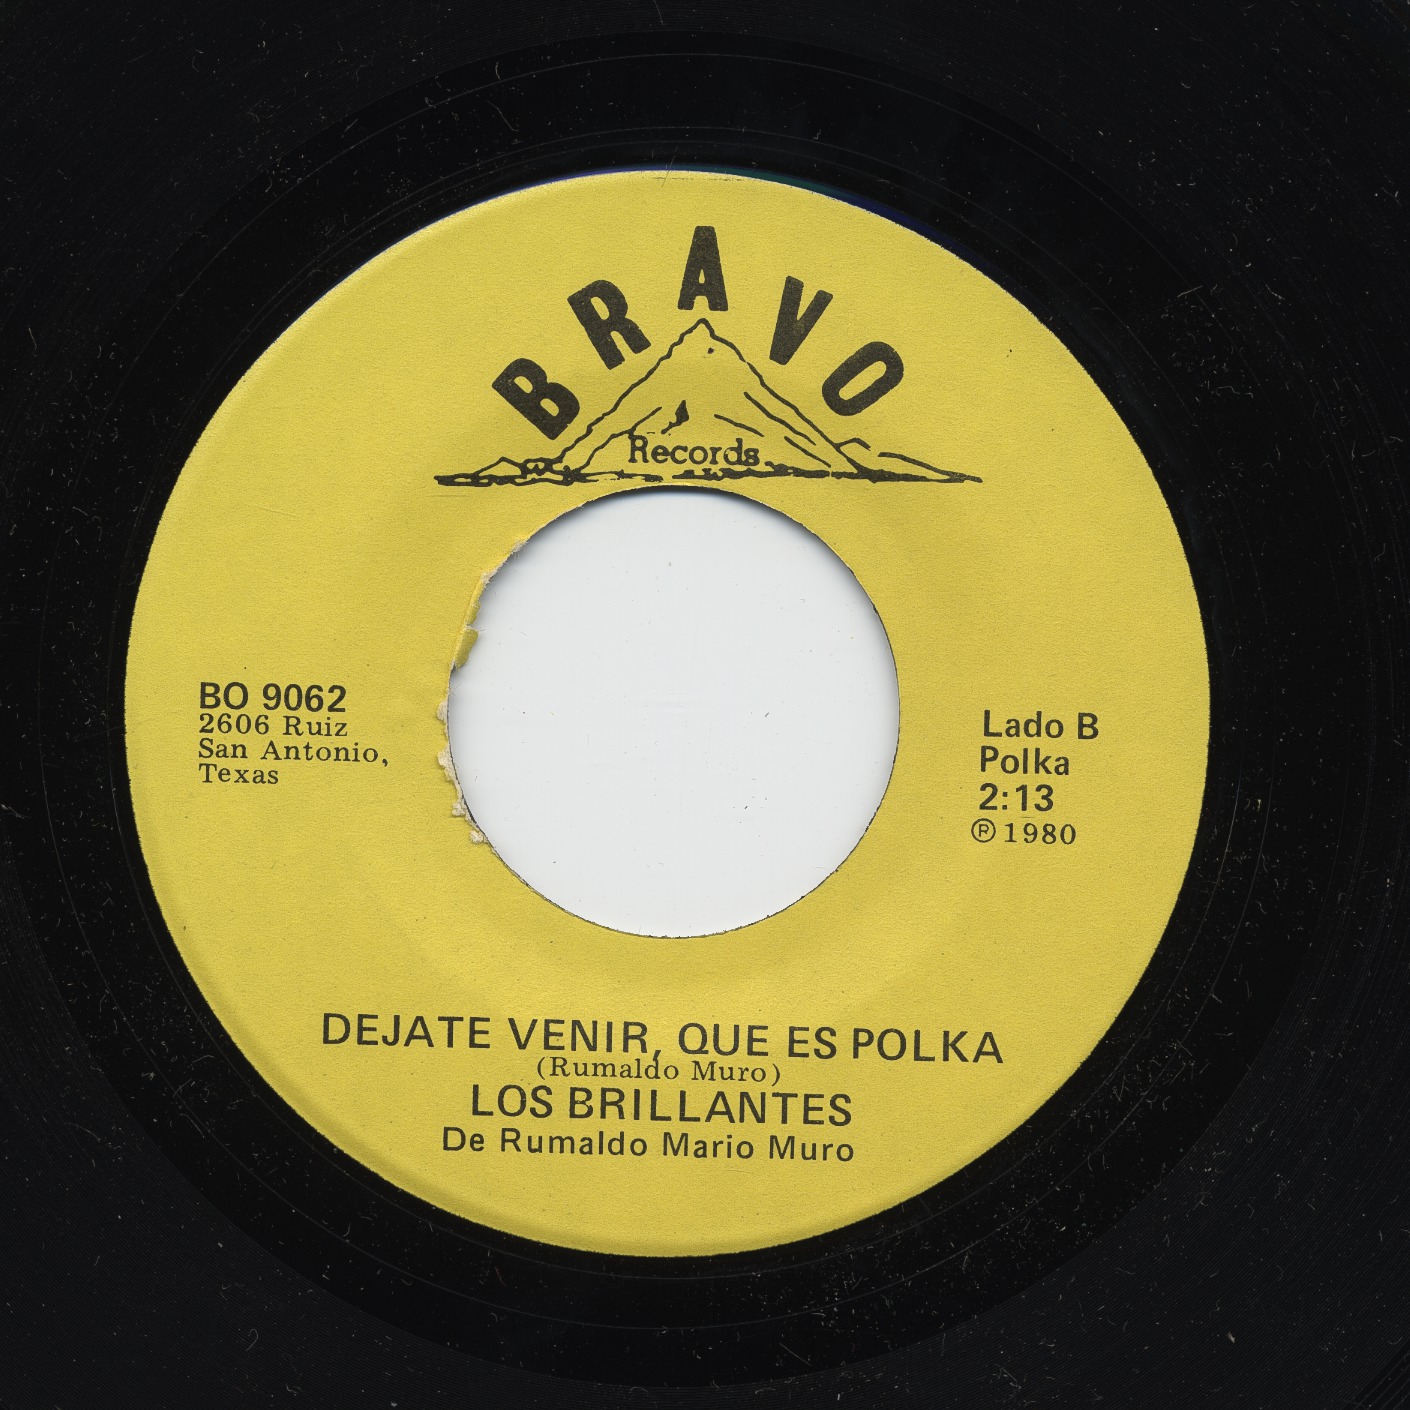 BRAVO
Records
BO 9062
2606 Ruiz
San Antonio,
Texas
Lado B
Polka
2:13
℗ 1980
DEJATE VENIR, QUE ES POLKA
(Rumaldo Muro)
LOS BRILLANTES
De Rumaldo Mario Muro